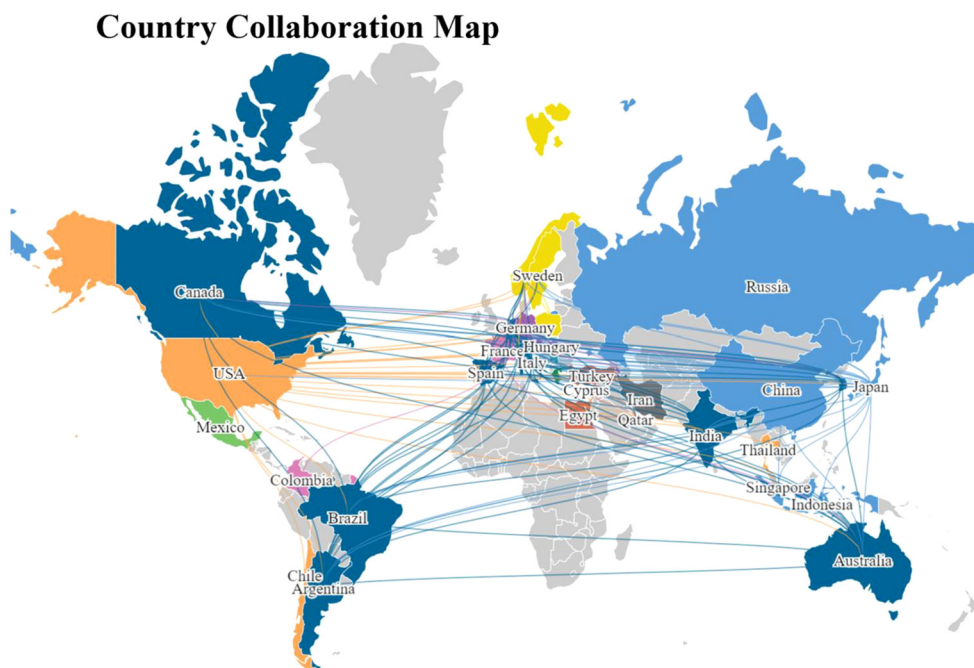 Country Collaboration Map
Sweden
Canada
Russia
Germany
Hungary
France
Italy
Spain
USA
Turkey
Cyprus
China
Japan
Iran
Mexico
Egypt
Qatar
India
Thailand
Colombia
Singapore
Brazil
Indonesia
Australia
Chile
Argentina